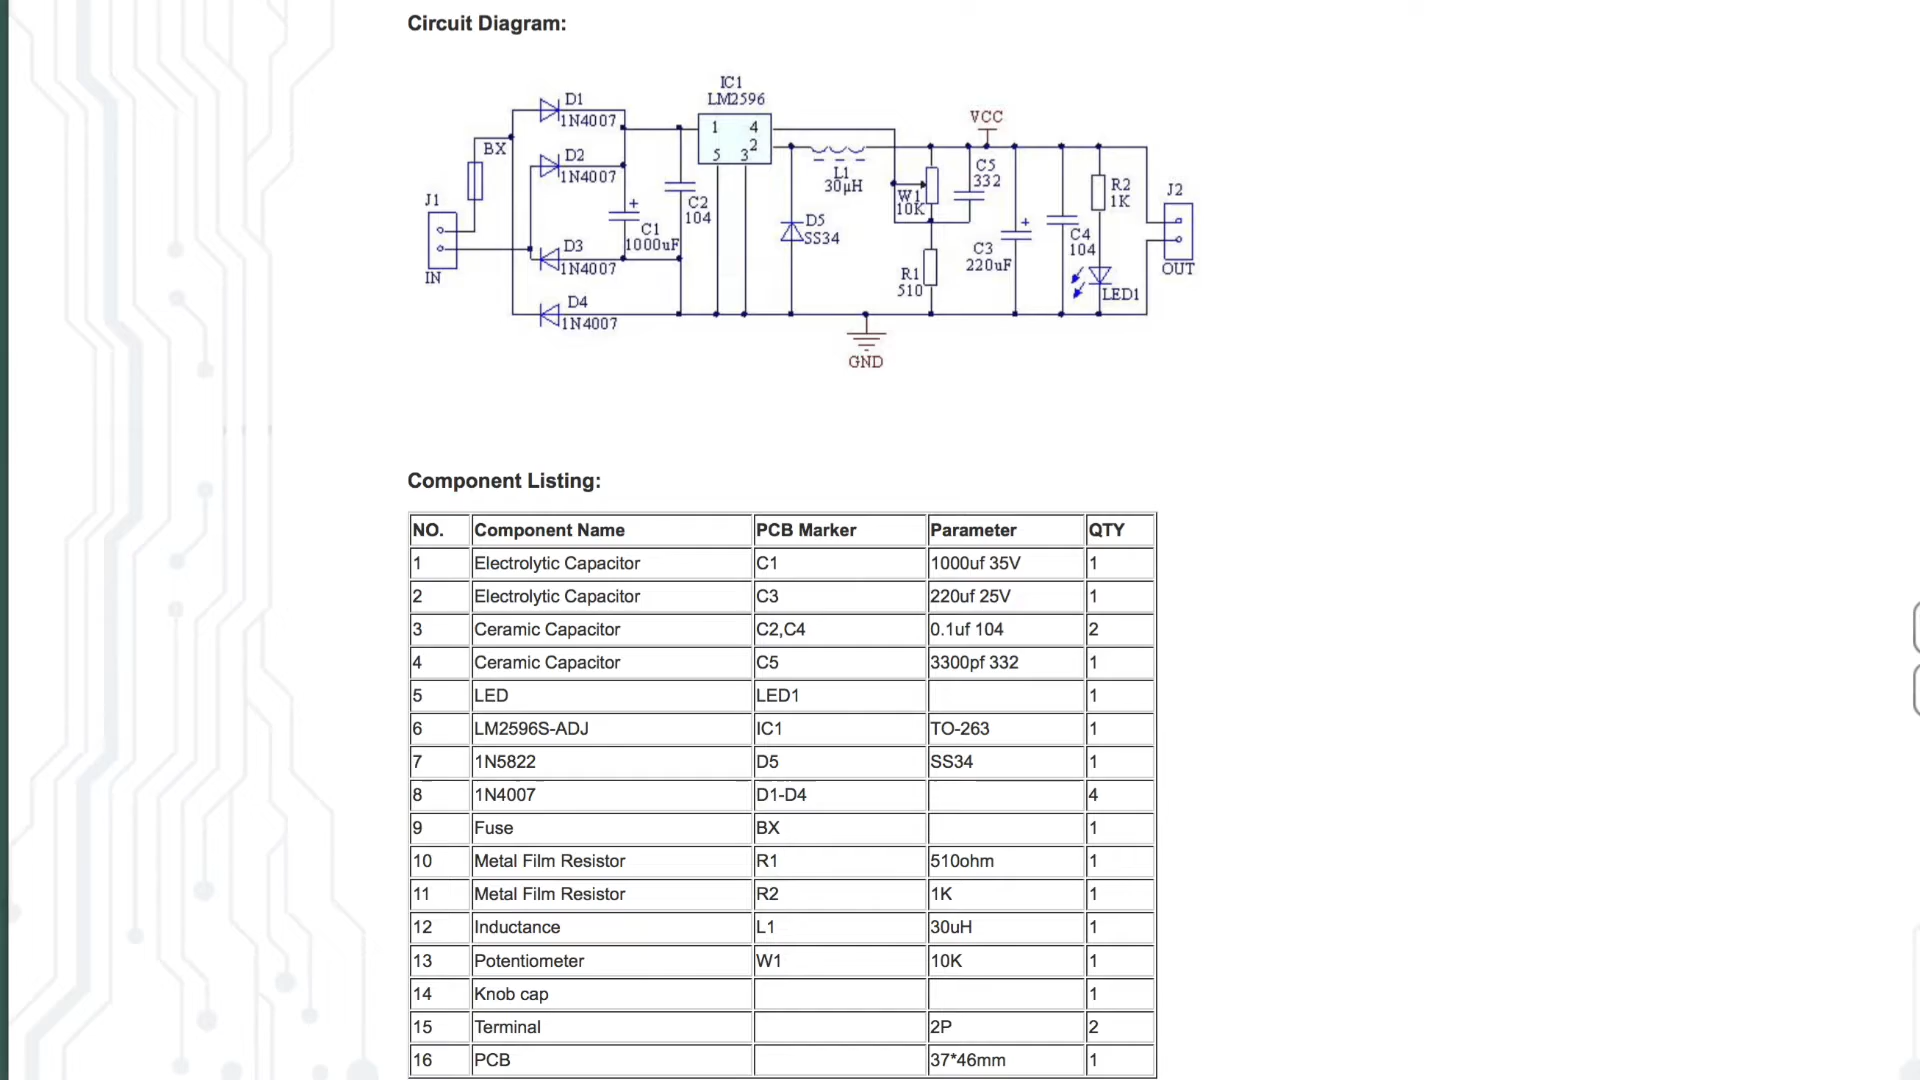 Circuit Diagram:
IC1
LM2596
D1
1N4007
VCC
1 4
BX
D2
1N4007
5 3 2
L1
30μH
C5
332
J1
C2
104
W1
10K
R2
1K
J2
+
C1
1000uF
D5
SS34
+
C4
104
D3
1N4007
C3
220uF
IN
R1
510
OUT
LED1
D4
1N4007
GND
Component Listing:
NO. Component Name PCB Marker Parameter QTY
1 Electrolytic Capacitor C1 1000uf 35V 1
2 Electrolytic Capacitor C3 220uf 25V 1
3 Ceramic Capacitor C2,C4 0.1uf 104 2
4 Ceramic Capacitor C5 3300pf 332 1
5 LED LED1 1
6 LM2596S-ADJ IC1 TO-263 1
7 1N5822 D5 SS34 1
8 1N4007 D1-D4 4
9 Fuse BX 1
10 Metal Film Resistor R1 510ohm 1
11 Metal Film Resistor R2 1K 1
12 Inductance L1 30uH 1
13 Potentiometer W1 10K 1
14 Knob cap 1
15 Terminal 2P 2
16 PCB 37*46mm 1